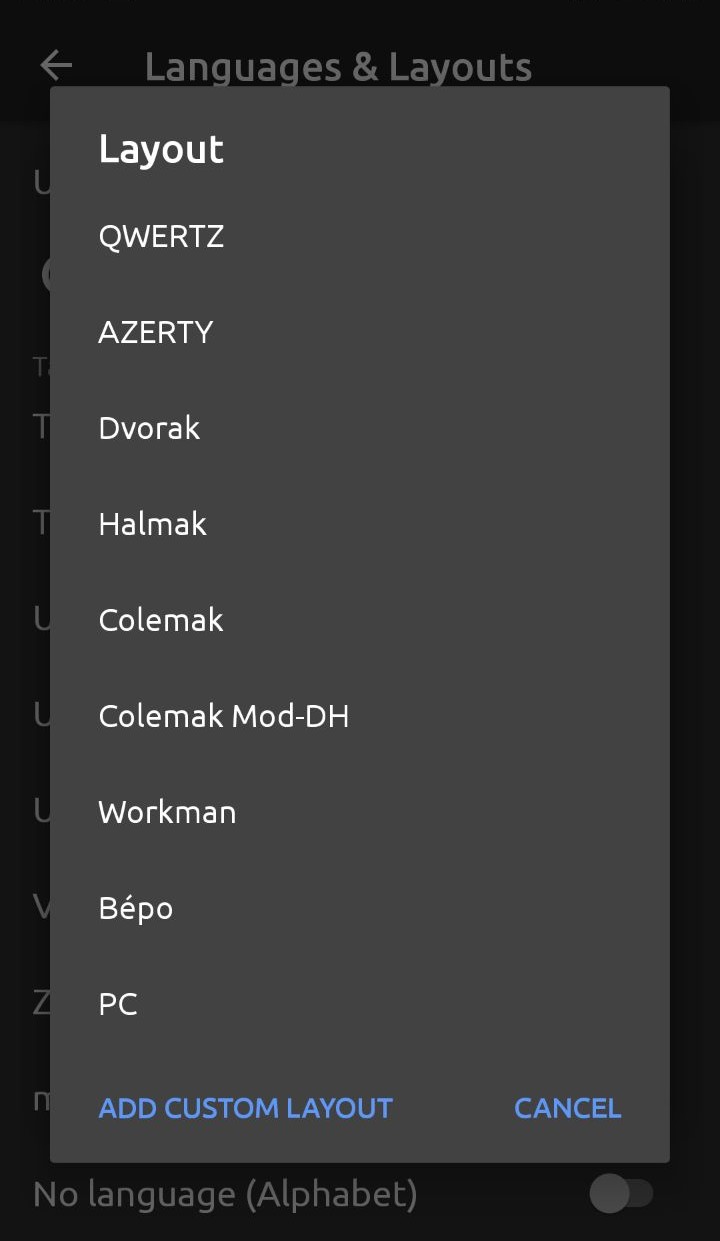 Languages & Layouts
Layout
QWERTZ
AZERTY
Dvorak
Halmak
Colemak
Colemak Mod-DH
Workman
Bépo
PC
ADD CUSTOM LAYOUT
CANCEL
No language (Alphabet)